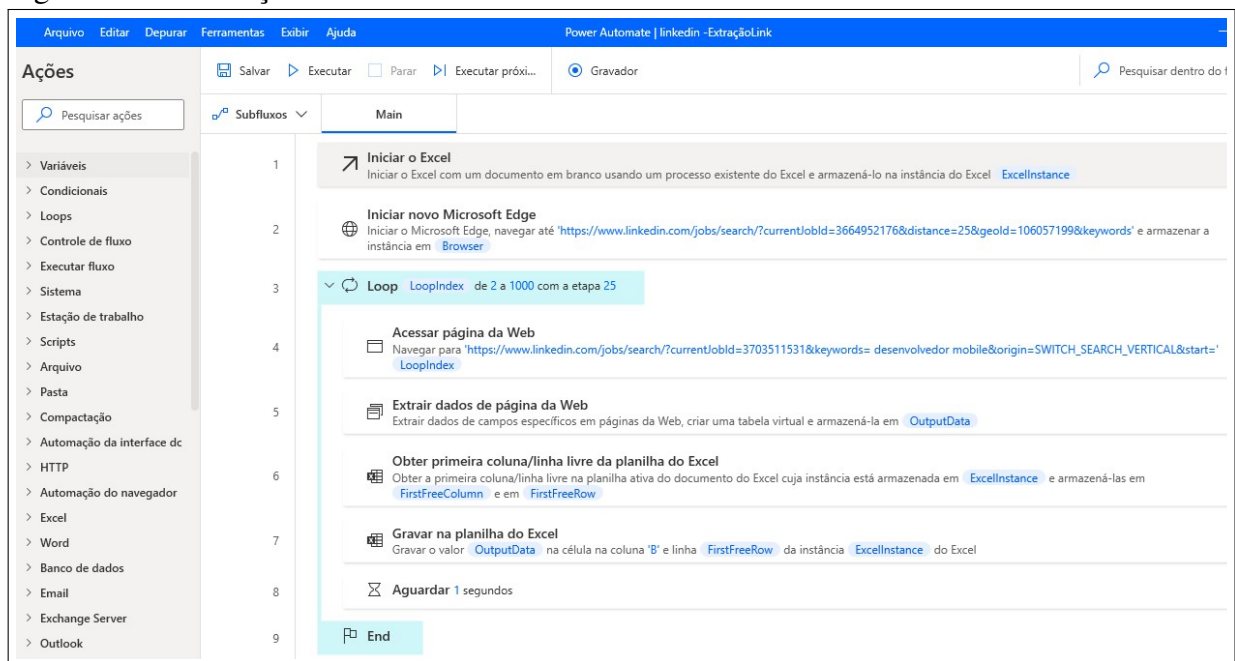 Arquivo Editar Depurar Ferramentas Exibir Ajuda Power Automate | linkedin -ExtraçãoLink
Ações
Salvar Executar Parar Executar próxi... Gravador Pesquisar dentro do f
Pesquisar ações
Subfluxos Main
Variáveis
Condicionais
Loops
Controle de fluxo
Executar fluxo
Sistema
Estação de trabalho
Scripts
Arquivo
Pasta
Compactação
Automação da interface dc
HTTP
Automação do navegador
Excel
Word
Banco de dados
Email
Exchange Server
Outlook
1
Iniciar o Excel
Iniciar o Excel com um documento em branco usando um processo existente do Excel e armazená-lo na instância do Excel ExcelInstance
2
Iniciar novo Microsoft Edge
Iniciar o Microsoft Edge, navegar até 'https://www.linkedin.com/jobs/search/?currentJobId=3664952176&distance=25&geoId=106057199&keywords' e armazenar a
instância em Browser
3
Loop LoopIndex de 2 a 1000 com a etapa 25
4
Acessar página da Web
Navegar para 'https://www.linkedin.com/jobs/search/?currentJobId=3703511531&keywords= desenvolvedor mobile&origin=SWITCH_SEARCH_VERTICAL&start='
LoopIndex
5
Extrair dados de página da Web
Extrair dados de campos específicos em páginas da Web, criar uma tabela virtual e armazená-la em OutputData
6
Obter primeira coluna/linha livre da planilha do Excel
Obter a primeira coluna/linha livre na planilha ativa do documento do Excel cuja instância está armazenada em ExcelInstance e armazená-las em
FirstFreeColumn e em FirstFreeRow
7
Gravar na planilha do Excel
Gravar o valor OutputData na célula na coluna 'B' e linha FirstFreeRow da instância ExcelInstance do Excel
8
Aguardar 1 segundos
9
End